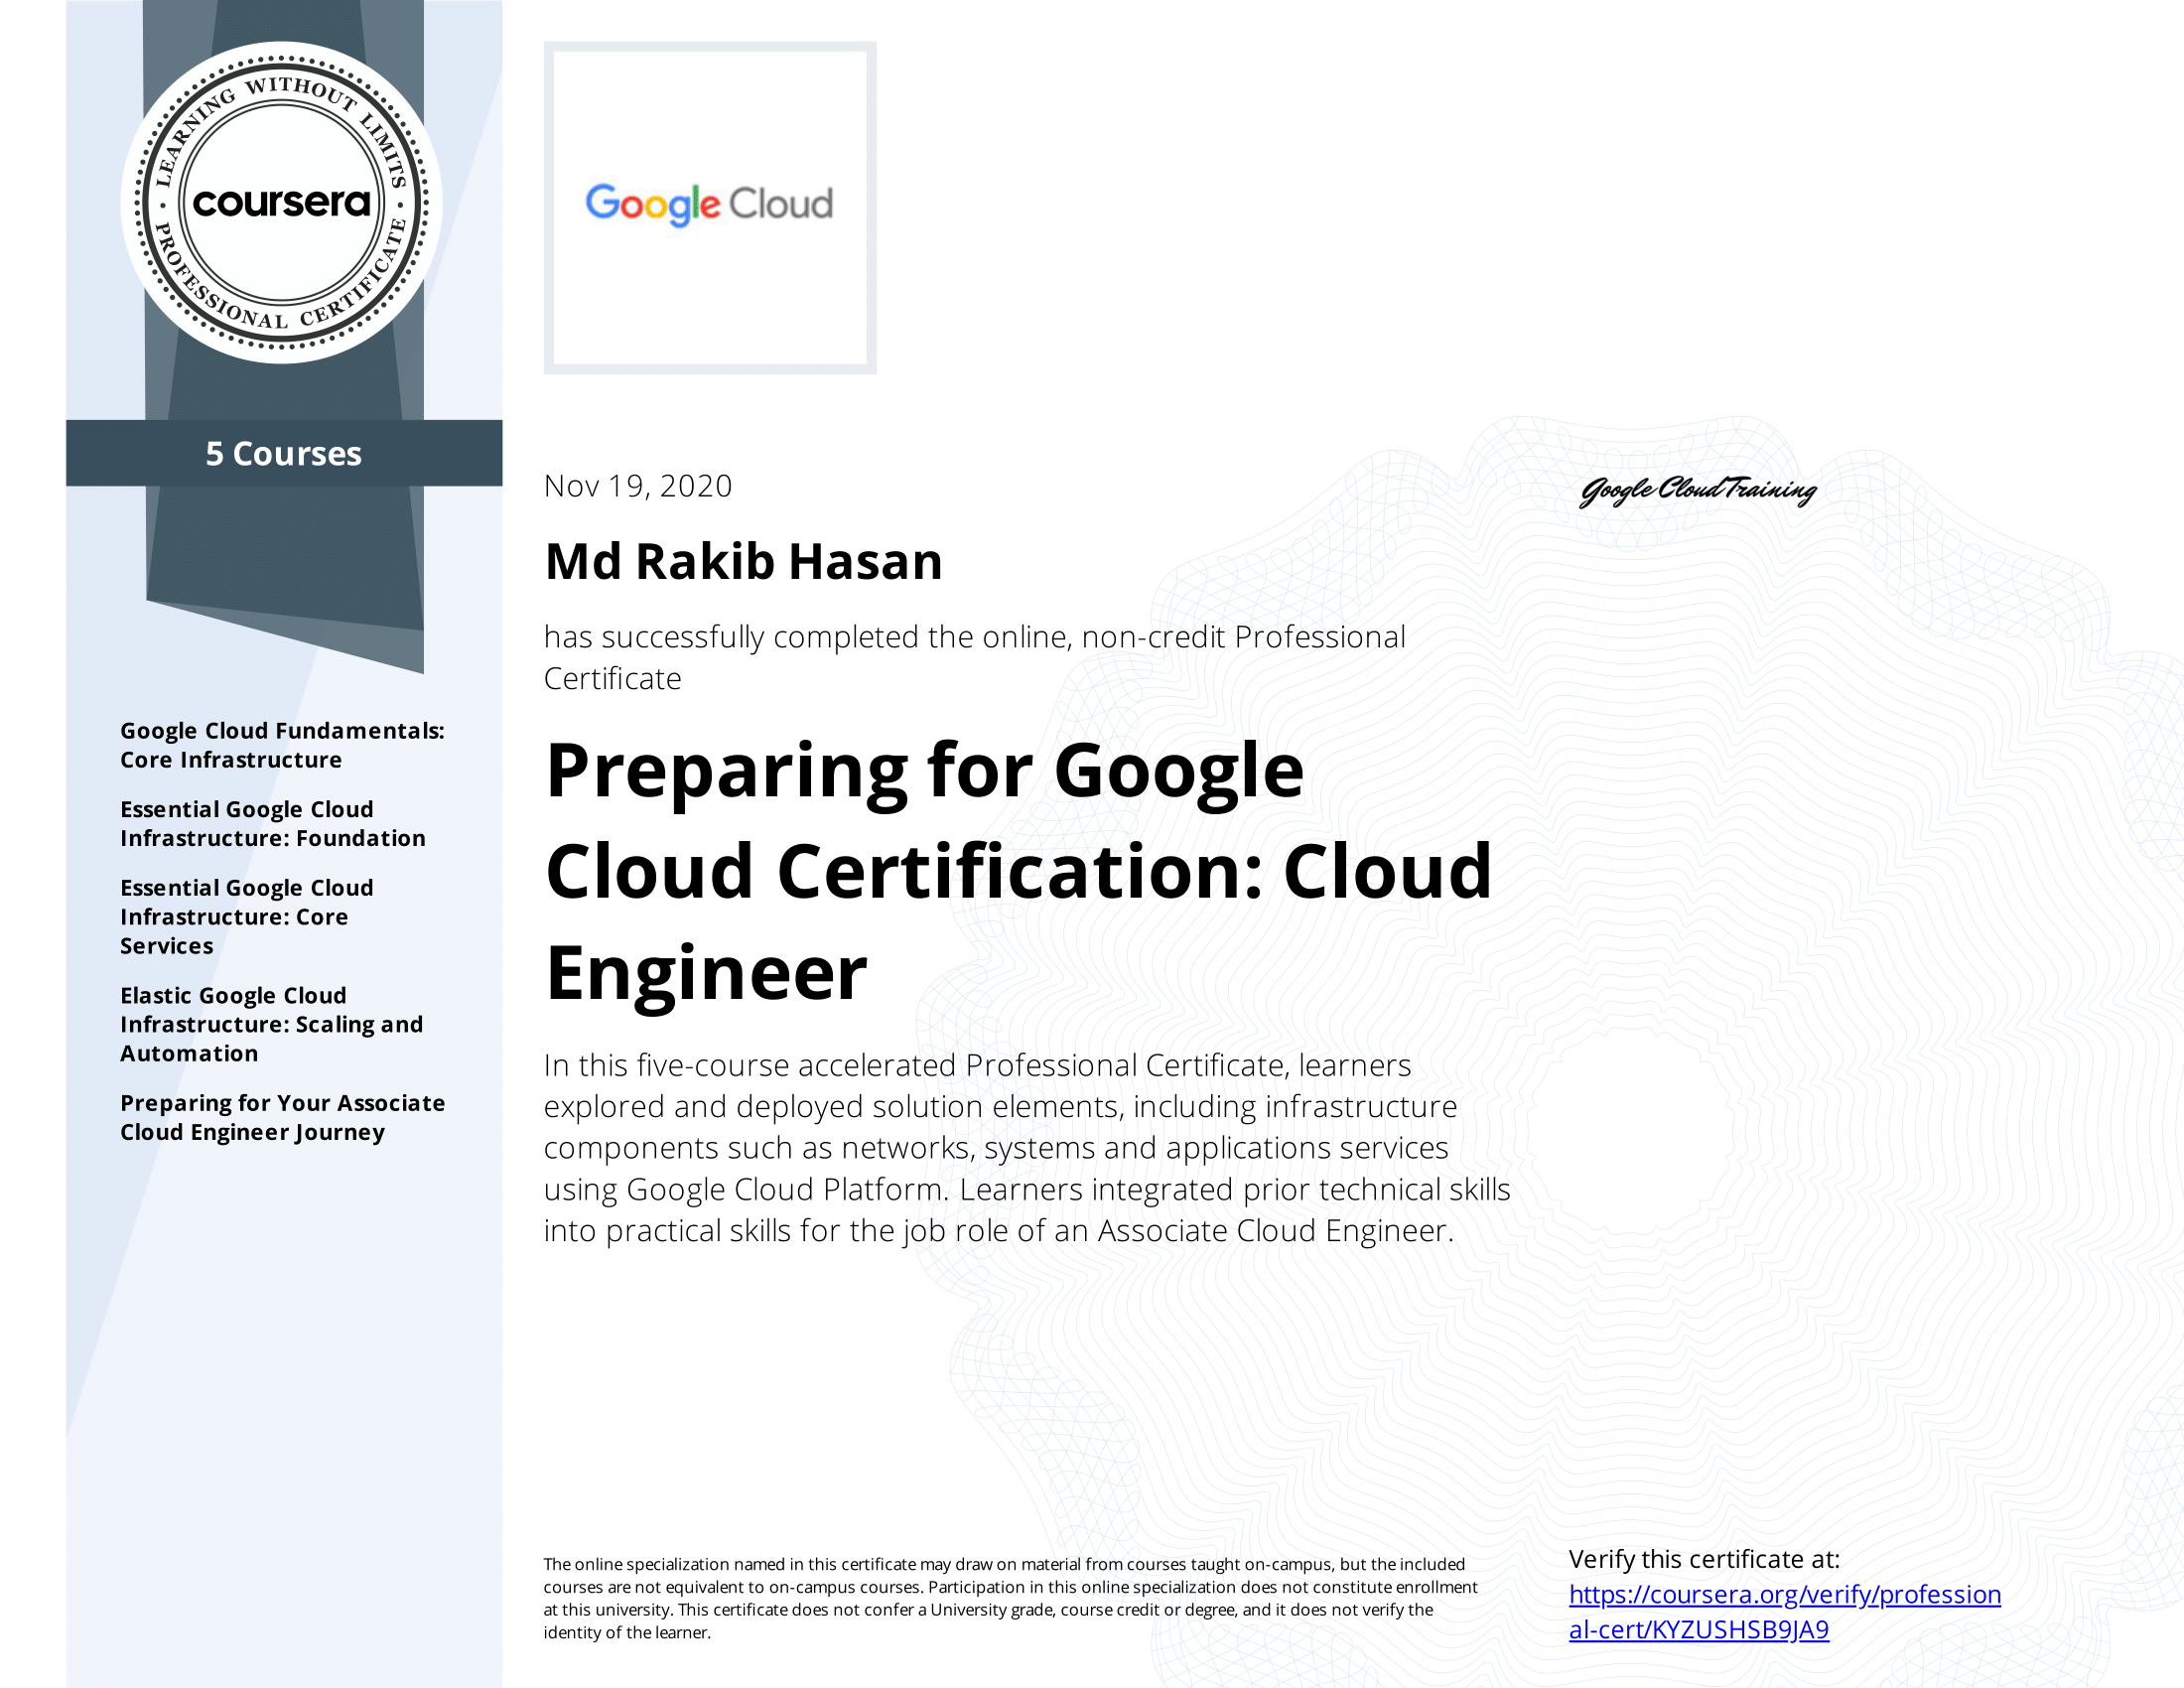 LEARNING WITHOUT LIMITS
coursera
PROFESSIONAL CERTIFICATE
5 Courses
Google Cloud Fundamentals:
Core Infrastructure
Essential Google Cloud
Infrastructure: Foundation
Essential Google Cloud
Infrastructure: Core
Services
Elastic Google Cloud
Infrastructure: Scaling and
Automation
Preparing for Your Associate
Cloud Engineer Journey
Google Cloud
Nov 19, 2020
Md Rakib Hasan
has successfully completed the online, non-credit Professional
Certificate
Preparing for Google
Cloud Certification: Cloud
Engineer
In this five-course accelerated Professional Certificate, learners
explored and deployed solution elements, including infrastructure
components such as networks, systems and applications services
using Google Cloud Platform. Learners integrated prior technical skills
into practical skills for the job role of an Associate Cloud Engineer.
Google Cloud Training
The online specialization named in this certificate may draw on material from courses taught on-campus, but the included
courses are not equivalent to on-campus courses. Participation in this online specialization does not constitute enrollment
at this university. This certificate does not confer a University grade, course credit or degree, and it does not verify the
identity of the learner.
Verify this certificate at:
https://coursera.org/verify/profession
al-cert/KYZUSHSB9JA9